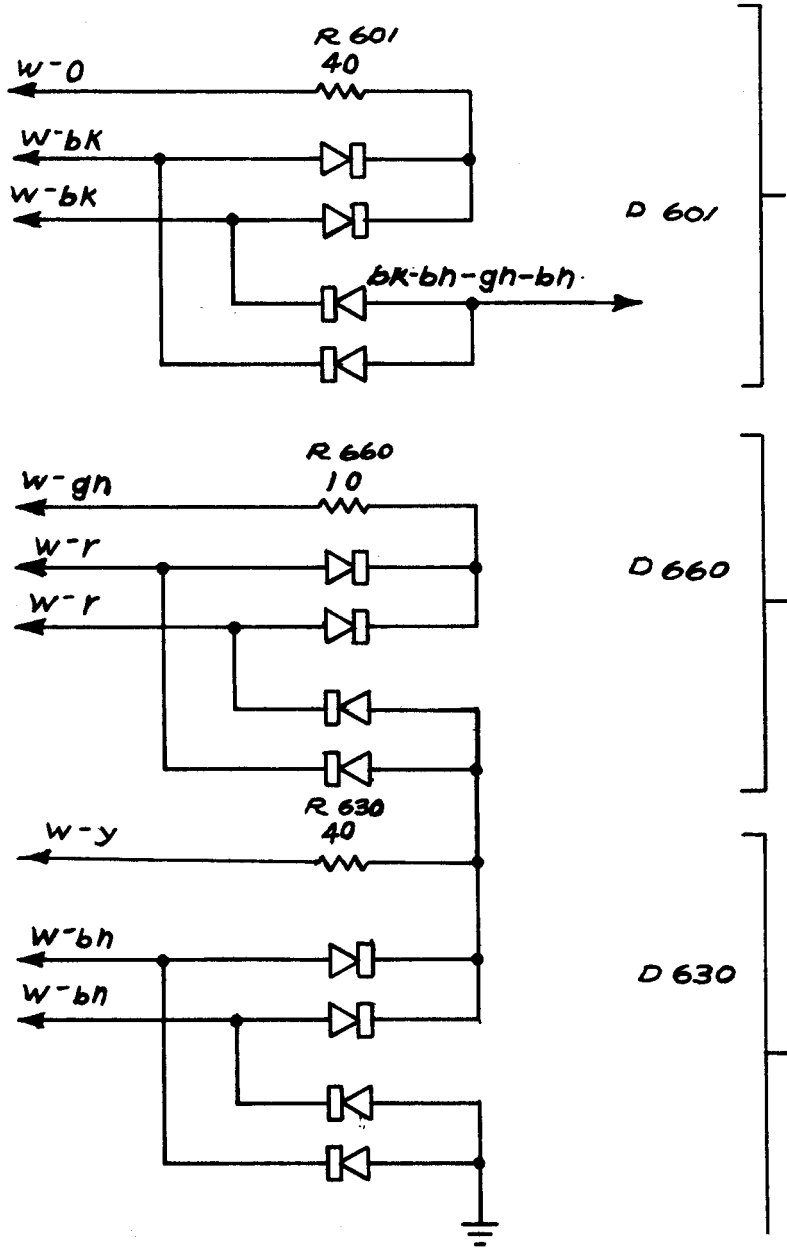 R 601
40
w-o
w-bk
w-bk
D 601
bk-bn-gn-bn
R 660
10
w-gn
w-r
D 660
w-r
R 630
40
w-y
w-bn
D 630
w-bn